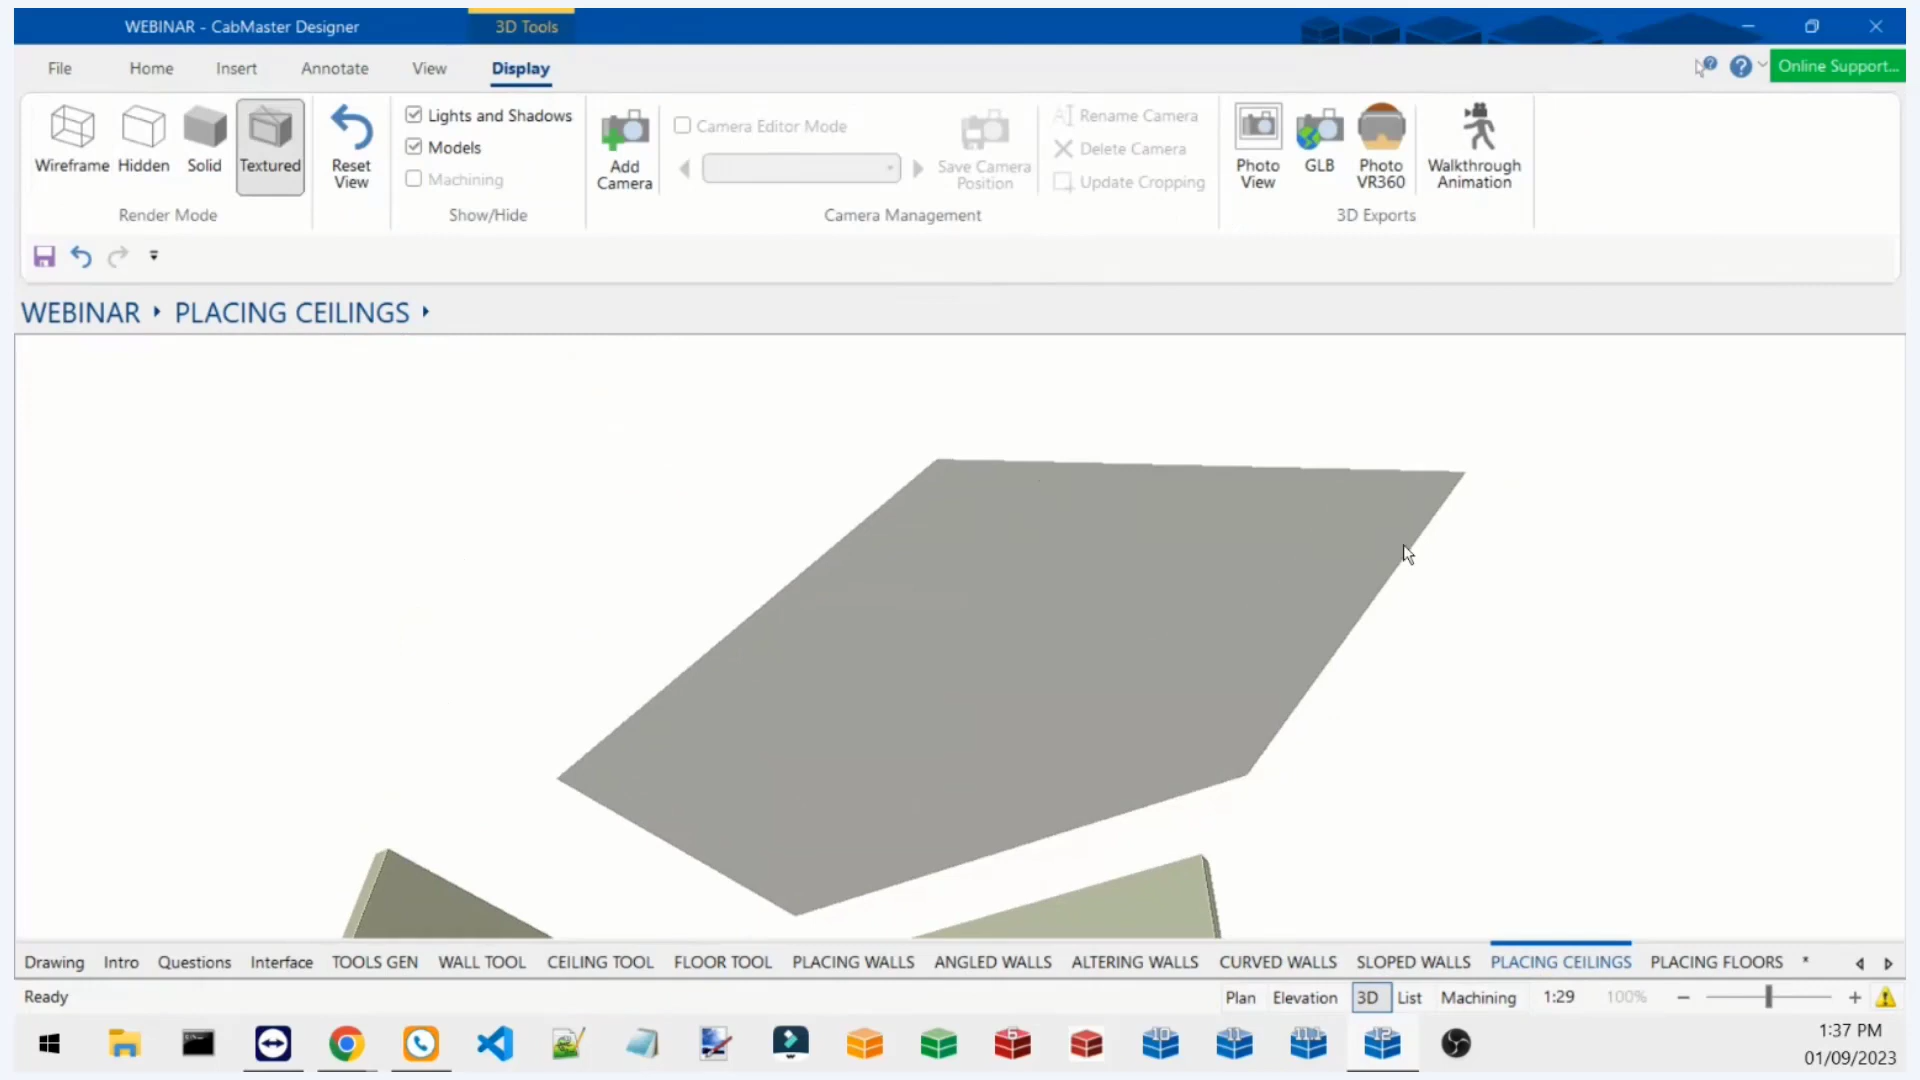 WEBINAR - CabMaster Designer
3D Tools
File Home Insert Annotate View Display
Online Support...
Wireframe Hidden Solid Textured
Render Mode
Reset View
Lights and Shadows
Models
Machining
Show/Hide
Add Camera
Camera Editor Mode
Save Camera Position
Rename Camera
Delete Camera
Update Cropping
Camera Management
Photo View
GLB
Photo VR360
3D Exports
Walkthrough Animation
WEBINAR PLACING CEILINGS
Drawing Intro Questions Interface TOOLS GEN WALL TOOL CEILING TOOL FLOOR TOOL PLACING WALLS ANGLED WALLS ALTERING WALLS CURVED WALLS SLOPED WALLS PLACING CEILINGS PLACING FLOORS *
Ready
Plan Elevation 3D List Machining 1:29 100%
1:37 PM
01/09/2023